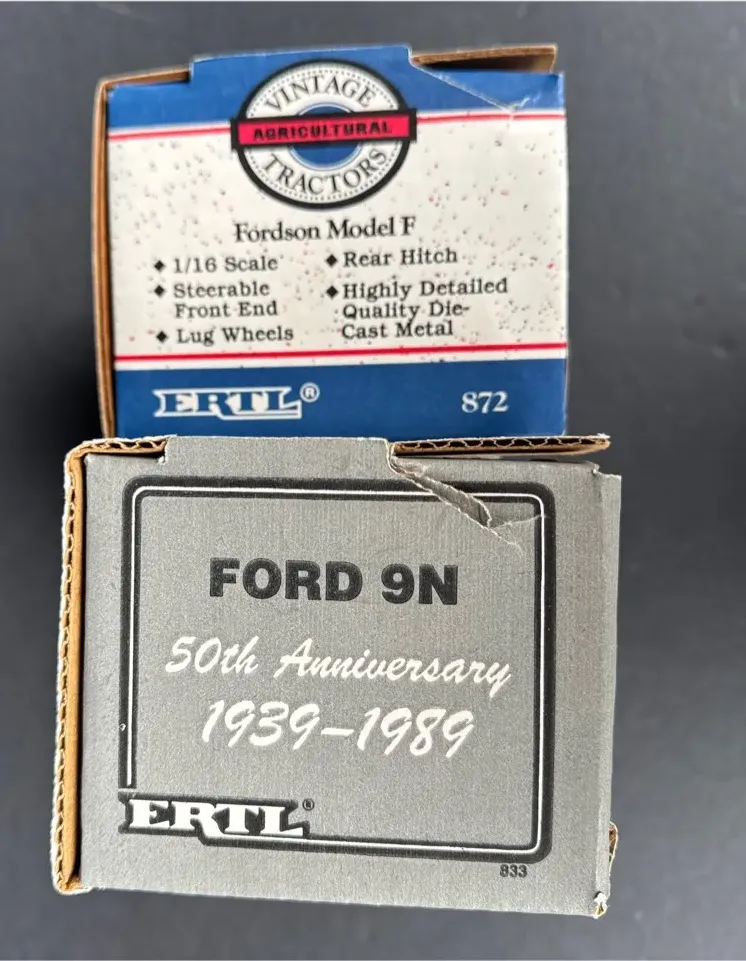 VINTAGE
AGRICULTURAL
TRACTORS
Fordson Model F
◆ 1/16 Scale
◆ Steerable
Front End
◆ Lug Wheels
◆ Rear Hitch
◆ Highly Detailed
Quality Die-
Cast Metal
ERTL®
872
FORD 9N
50th Anniversary
1939-1989
ERTL®
833